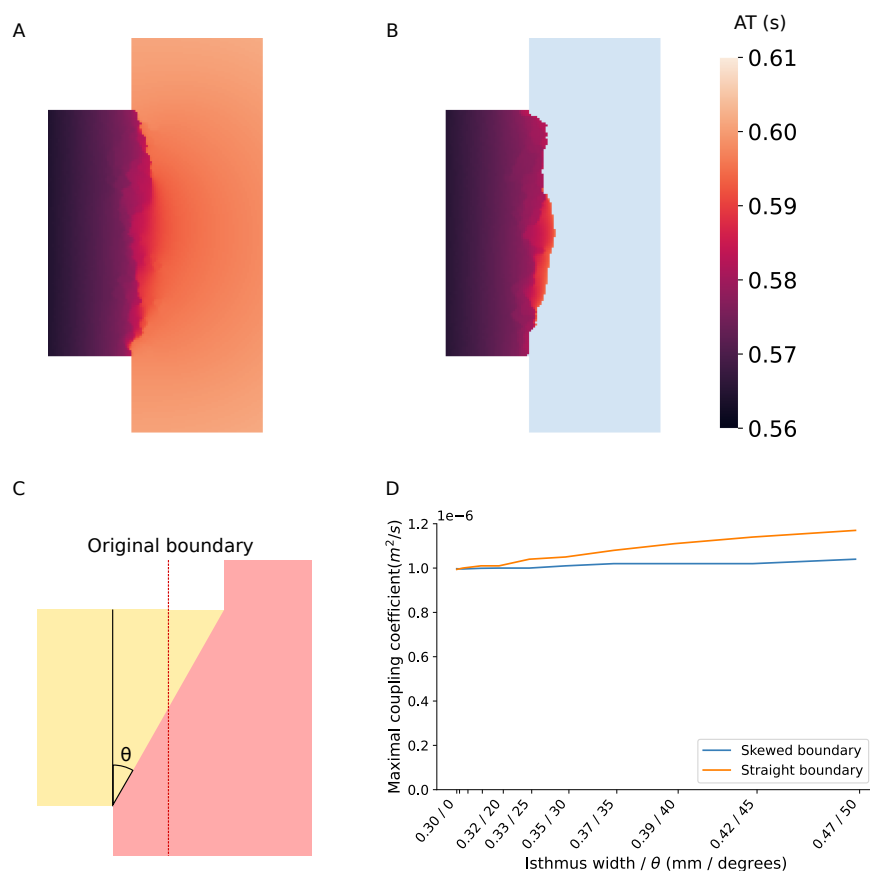 A
B
AT (s)
0.61
0.60
0.59
0.58
0.57
0.56
C
Original boundary
θ
D
1e−6
1.2
1.0
0.8
0.6
0.4
0.2
0.0
Maximal coupling coefficient(m²/s)
Skewed boundary
Straight boundary
0.30 / 0
0.32 / 20
0.33 / 25
0.35 / 30
0.37 / 35
0.39 / 40
0.42 / 45
0.47 / 50
Isthmus width / θ (mm / degrees)